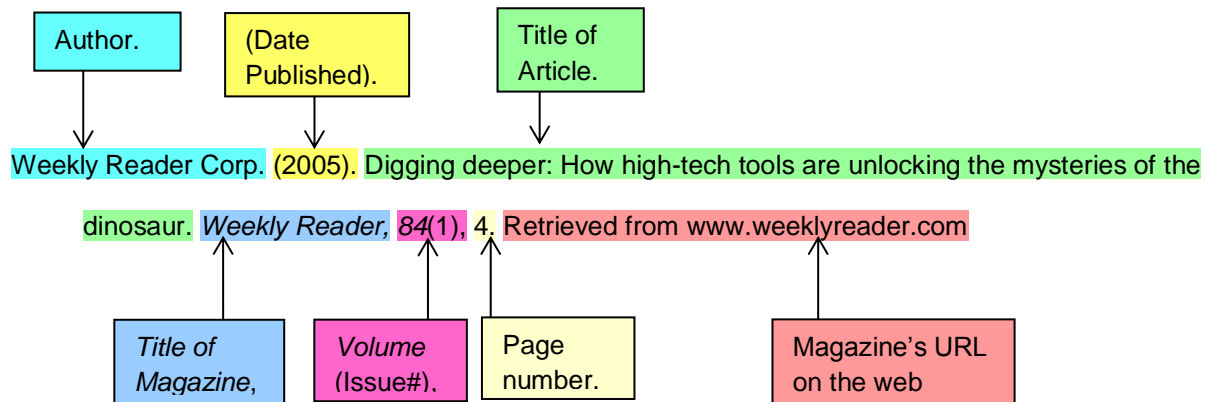 Author.
(Date
Published).
Title of
Article.
Weekly Reader Corp. (2005). Digging deeper: How high-tech tools are unlocking the mysteries of the
dinosaur. Weekly Reader, 84(1), 4. Retrieved from www.weeklyreader.com
Title of
Magazine,
Volume
(Issue#),
Page
number.
Magazine's URL
on the web